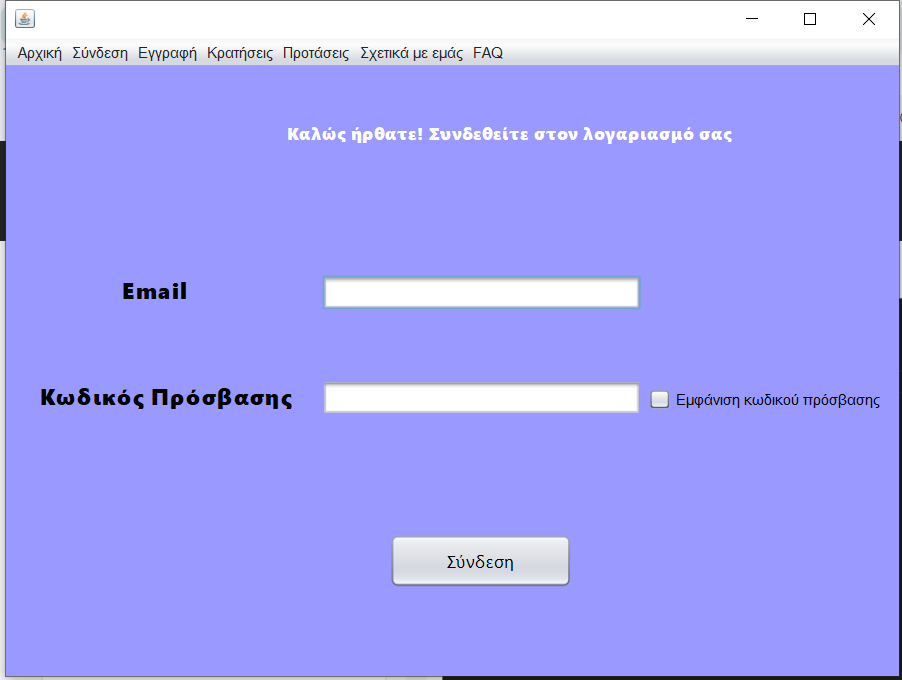 Αρχική Σύνδεση Εγγραφή Κρατήσεις Προτάσεις Σχετικά με εμάς FAQ
Καλώς ήρθατε! Συνδεθείτε στον λογαριασμό σας
Email
Κωδικός Πρόσβασης
Εμφάνιση κωδικού πρόσβασης
Σύνδεση